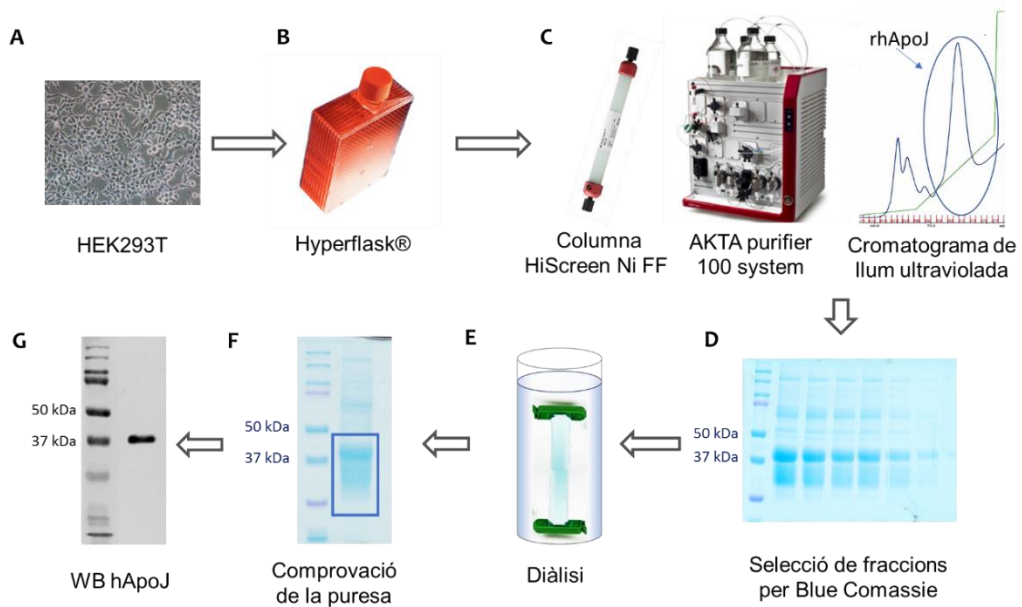 A
B
C
rhApoJ
HEK293T
Hyperflask®
Columna
HiScreen Ni FF
AKTA purifier
100 system
Cromatograma de
llum ultraviolada
G
F
E
D
50 kDa
37 kDa
50 kDa
37 kDa
50 kDa
37 kDa
WB hApoJ
Comprovació
de la puresa
Diàlisi
Selecció de fraccions
per Blue Comassie